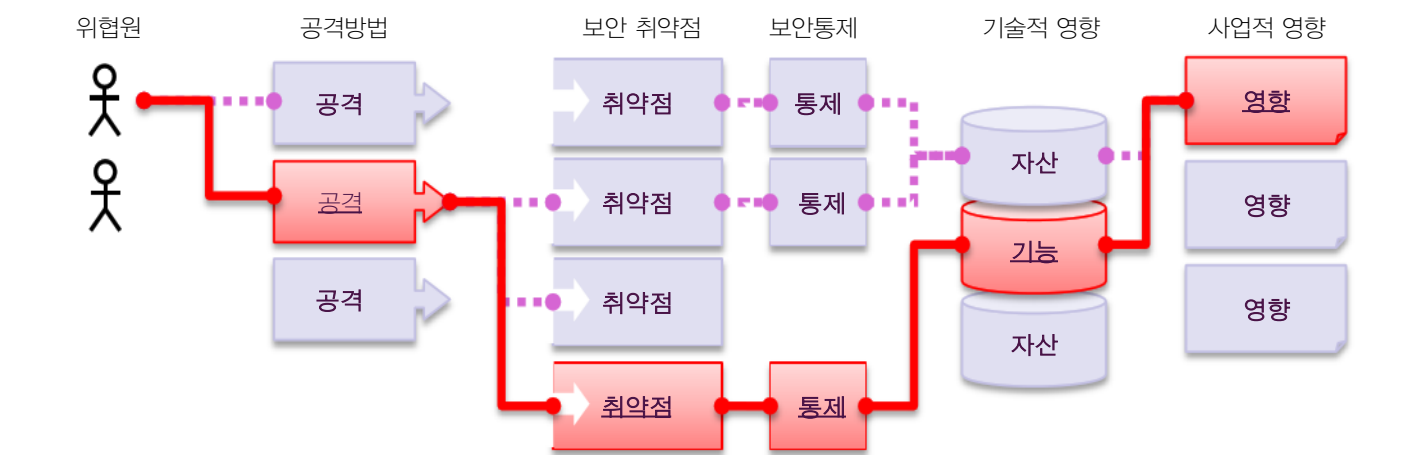 위협원 공격방법 보안 취약점 보안통제 기술적 영향 사업적 영향
공격 취약점 통제 영향
자산
공격 취약점 통제 영향
기능
공격 취약점 영향
자산
취약점 통제